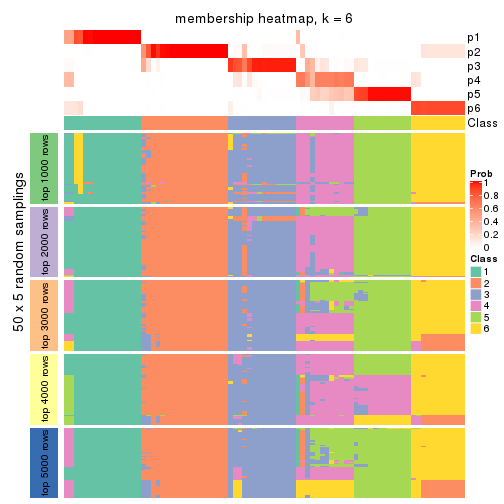 membership heatmap, k = 6
p1
p2
p3
p4
p5
p6
Class
50 x 5 random samplings
top 1000 rows
top 2000 rows
top 3000 rows
top 4000 rows
top 5000 rows
Prob
1
0.8
0.6
0.4
0.2
0
Class
1
2
3
4
5
6